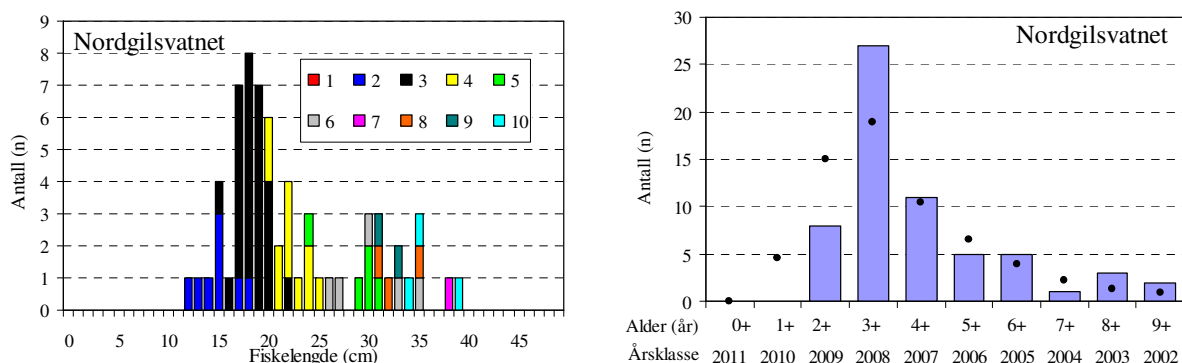 Nordgilsvatnet
Antall (n)
9
8
7
6
5
4
3
2
1
0
1 2 3 4 5
6 7 8 9 10
0 5 10 15 20 25 30 35 40 45
Fiskelengde (cm)
Nordgilsvatnet
Antall (n)
30
25
20
15
10
5
0
Alder (år) 0+ 1+ 2+ 3+ 4+ 5+ 6+ 7+ 8+ 9+
Årsklasse 2011 2010 2009 2008 2007 2006 2005 2004 2003 2002